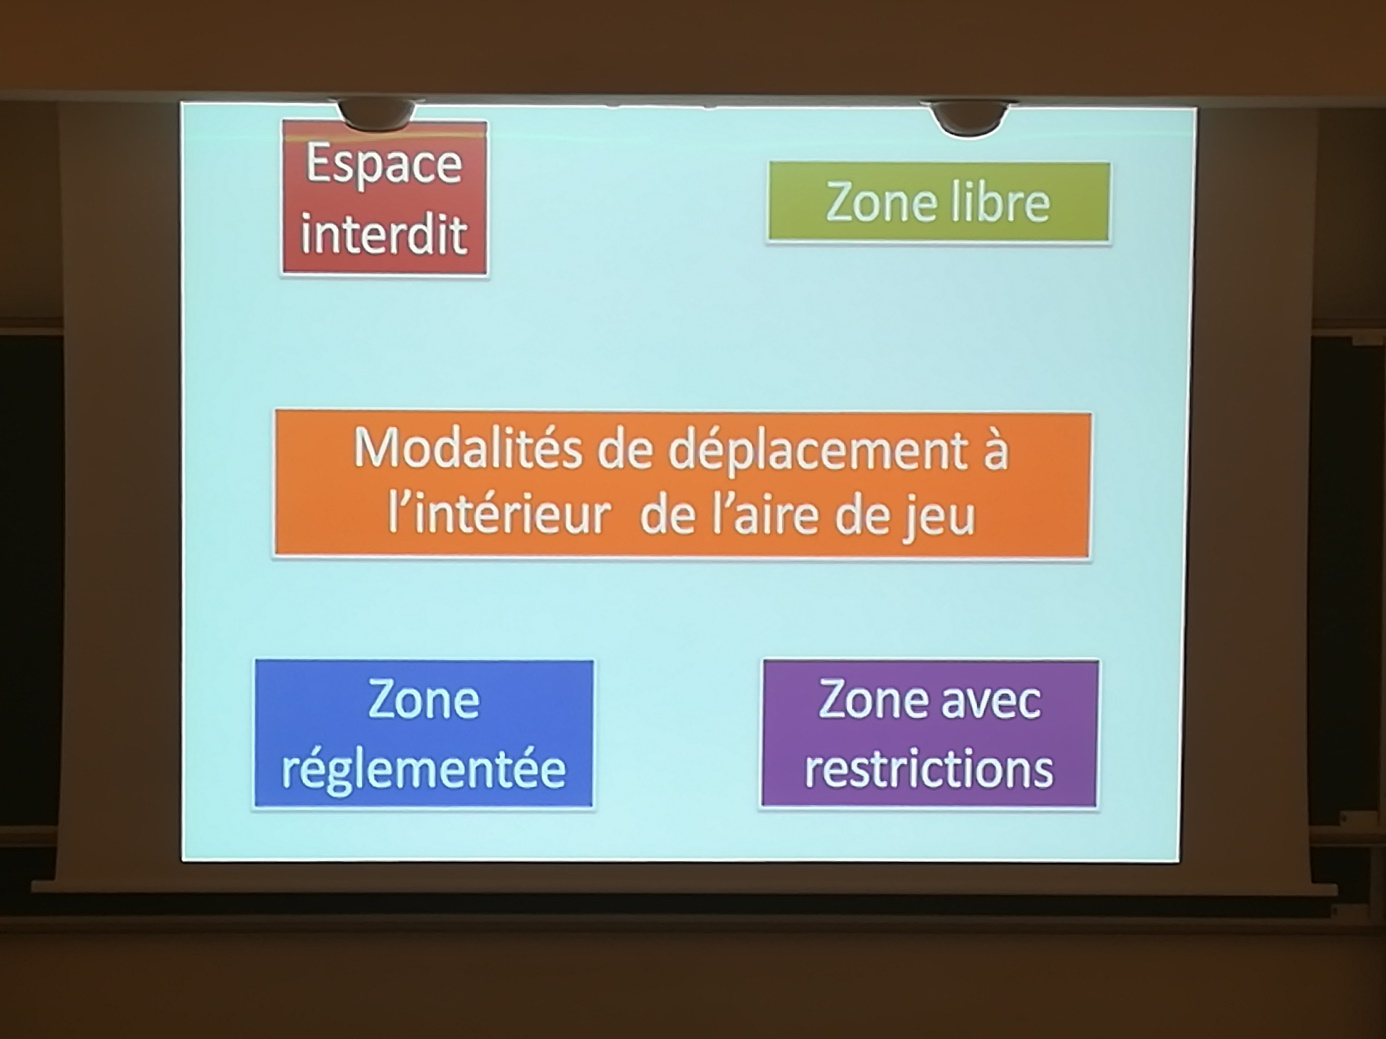 Espace
interdit
Zone libre
Modalités de déplacement à
l'intérieur  de l'aire de jeu
Zone
réglementée
Zone avec
restrictions